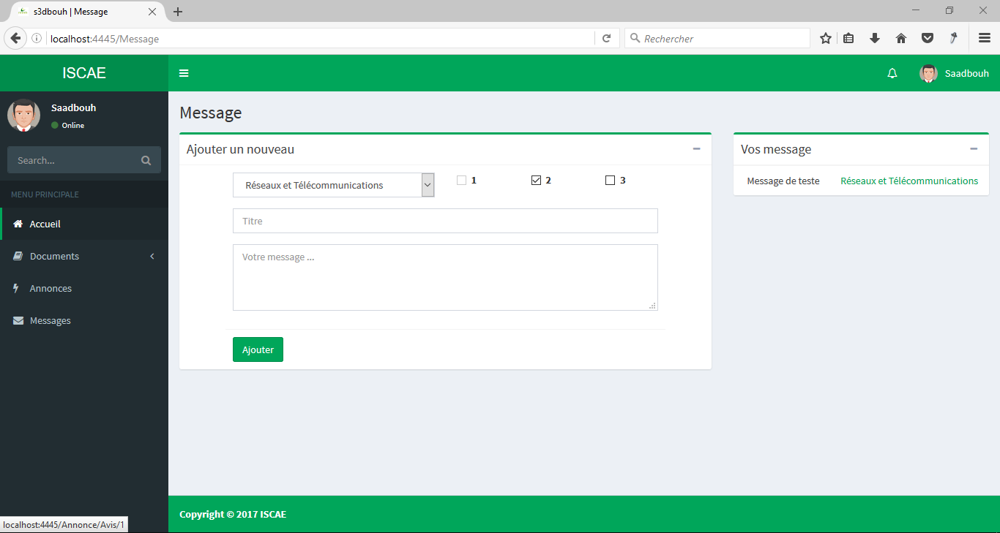 s3dbouh | Message
localhost:4445/Message
Rechercher
ISCAE
Saadbouh
Saadbouh
Online
Search...
MENU PRINCIPALE
Accueil
Documents
Annonces
Messages
Message
Ajouter un nouveau
Réseaux et Télécommunications
1
2
3
Titre
Votre message ...
Ajouter
Vos message
Message de teste Réseaux et Télécommunications
Copyright © 2017 ISCAE
localhost:4445/Annonce/Avis/1